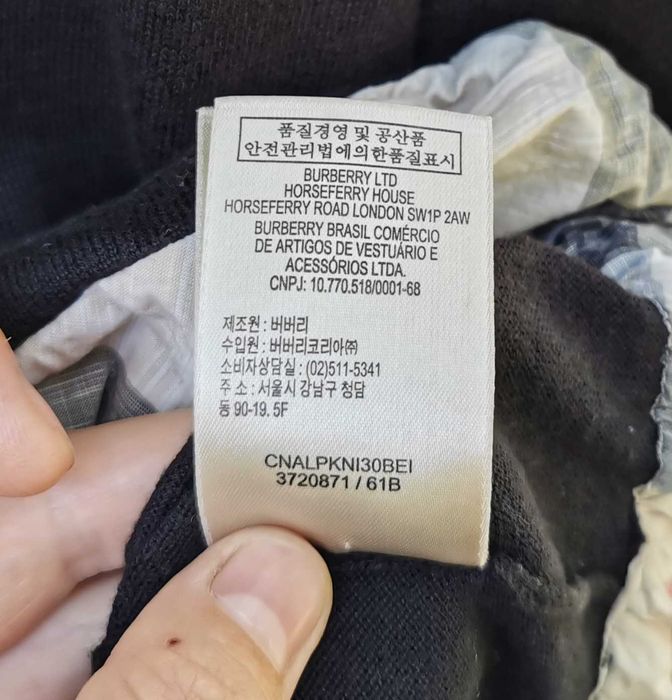 품질경영 및 공산품
안전관리법에의한품질표시
BURBERRY LTD
HORSEFERRY HOUSE
HORSEFERRY ROAD LONDON SW1P 2AW
BURBERRY BRASIL COMÉRCIO
DE ARTIGOS DE VESTUÁRIO E
ACESSÓRIOS LTDA.
CNPJ: 10.770.518/0001-68
제조원 : 버버리
수입원 : 버버리코리아㈜
소비자상담실 : (02)511-5341
주 소 : 서울시 강남구 청담
동 90-19. 5F
CNALPKNI30BEI
3720871 / 61B